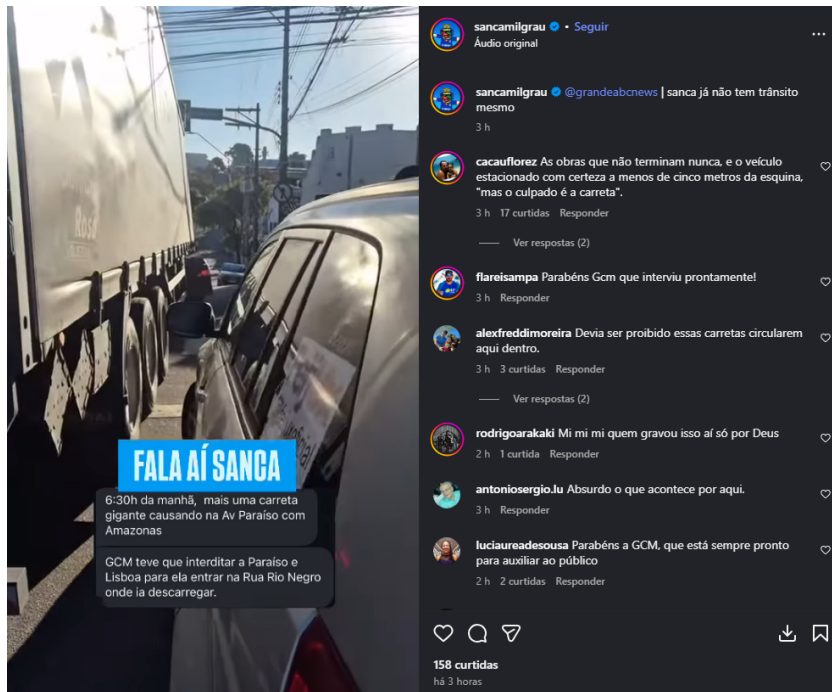 Rosa
FALA AÍ SANCA
6:30h da manhã, mais uma carreta
gigante causando na Av Paraíso com
Amazonas
GCM teve que interditar a Paraíso e
Lisboa para ela entrar na Rua Rio Negro
onde ia descarregar.
sancamilgrau • Seguir
Áudio original
sancamilgrau @grandeabcnews | sanca já não tem trânsito
mesmo
3 h
cacauflorez As obras que não terminam nunca, e o veículo
estacionado com certeza a menos de cinco metros da esquina,
"mas o culpado é a carreta".
3 h 17 curtidas Responder
Ver respostas (2)
flareisampa Parabéns Gcm que interviu prontamente!
3 h Responder
alexfreddimoreira Devia ser proibido essas carretas circularem
aqui dentro.
3 h 3 curtidas Responder
Ver respostas (2)
rodrigoarakaki Mi mi mi quem gravou isso aí só por Deus
2 h 1 curtida Responder
antoniosergio.lu Absurdo o que acontece por aqui.
3 h Responder
luciaureadesousa Parabéns a GCM, que está sempre pronto
para auxiliar ao público
2 h 2 curtidas Responder
158 curtidas
há 3 horas